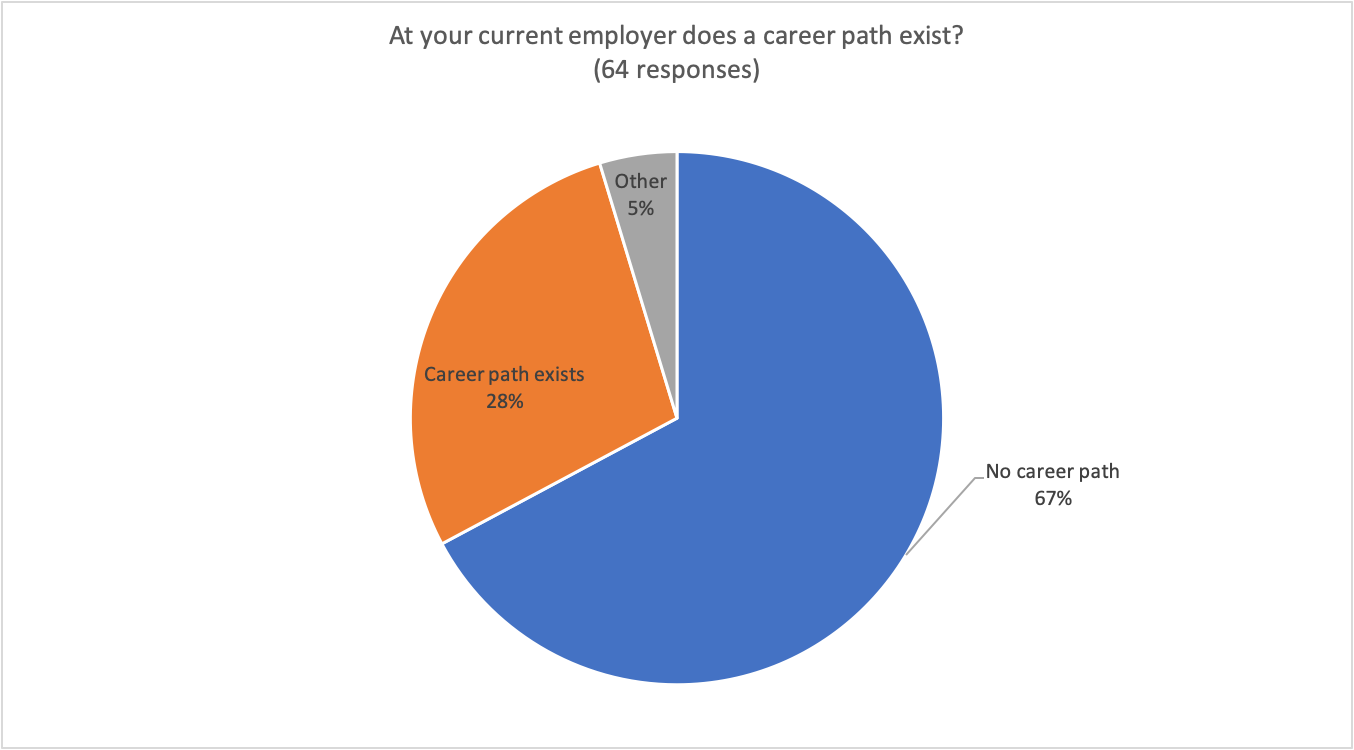 At your current employer does a career path exist?
(64 responses)
Other
5%
Career path exists
28%
No career path
67%